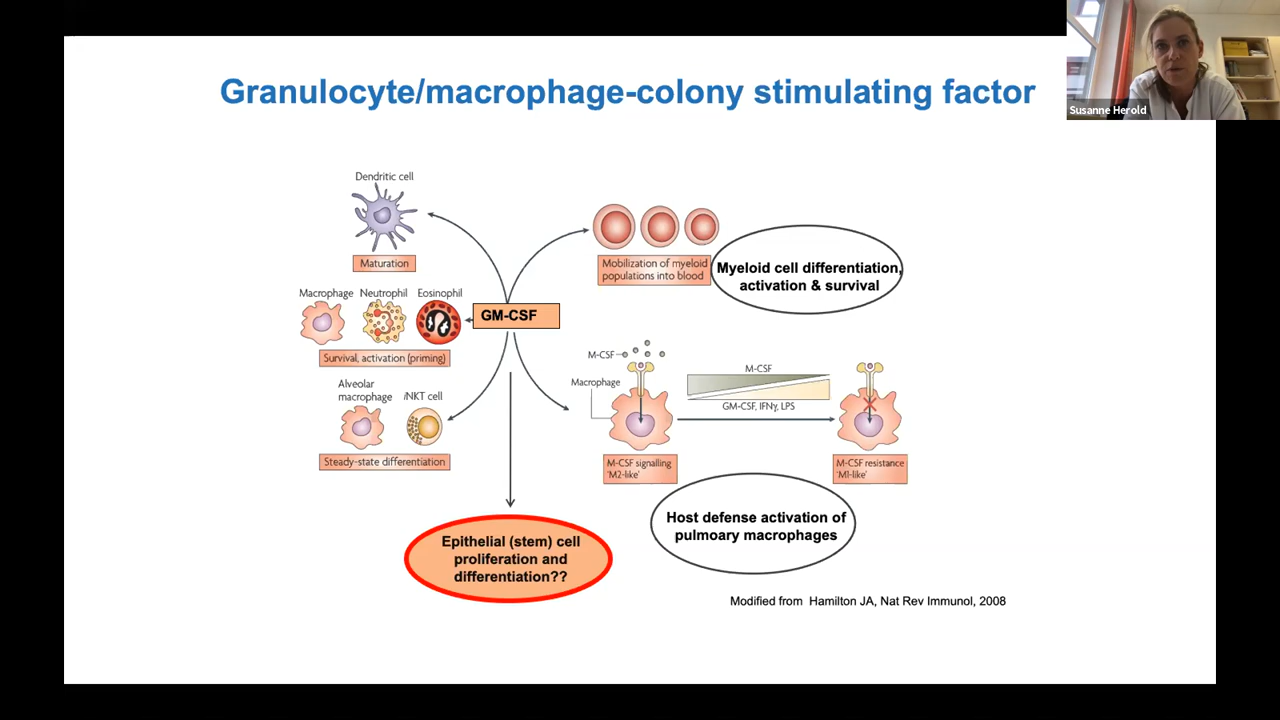 Granulocyte/macrophage-colony stimulating factor
Susanne Herold
Dendritic cell
Maturation
Mobilization of myeloid
populations into blood
Myeloid cell differentiation,
activation & survival
Macrophage
Neutrophil
Eosinophil
GM-CSF
Survival, activation (priming)
Alveolar
macrophage
iNKT cell
Steady-state differentiation
M-CSF
Macrophage
M-CSF
GM-CSF, IFNγ, LPS
M-CSF signalling
'M2-like'
M-CSF resistance
'M1-like'
Epithelial (stem) cell
proliferation and
differentiation??
Host defense activation of
pulmoary macrophages
Modified from Hamilton JA, Nat Rev Immunol, 2008